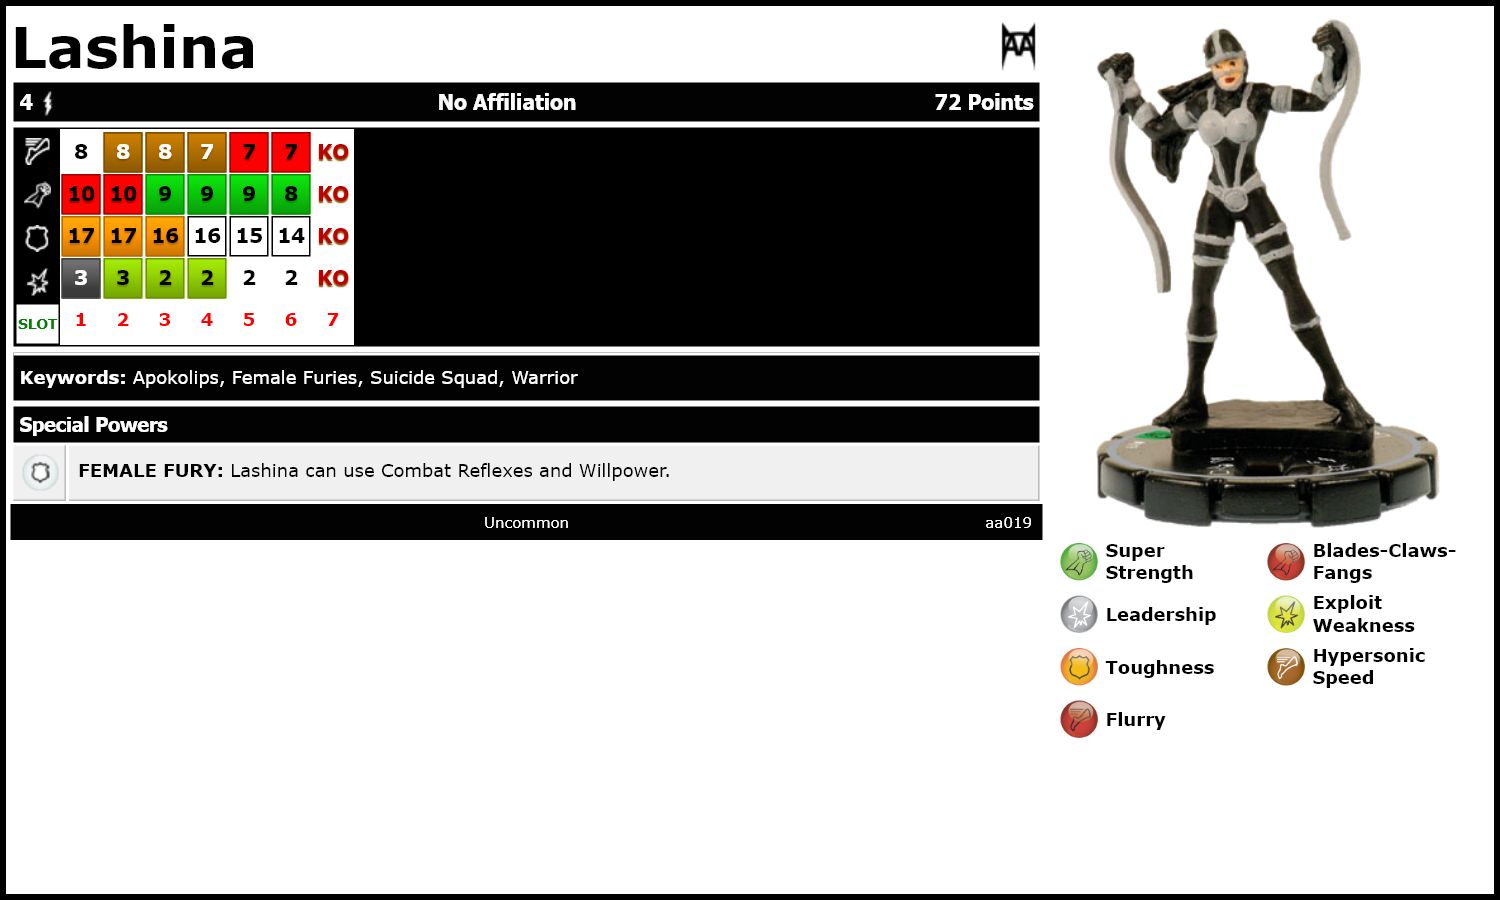 Lashina
4 No Affiliation 72 Points
8 8 8 7 7 7 KO
10 10 9 9 9 8 KO
17 17 16 16 15 14 KO
3 3 2 2 2 2 KO
SLOT 1 2 3 4 5 6 7
Keywords: Apokolips, Female Furies, Suicide Squad, Warrior
Special Powers
FEMALE FURY: Lashina can use Combat Reflexes and Willpower.
Uncommon aa019
Super
Strength
Blades-Claws-
Fangs
Leadership
Exploit
Weakness
Toughness
Hypersonic
Speed
Flurry